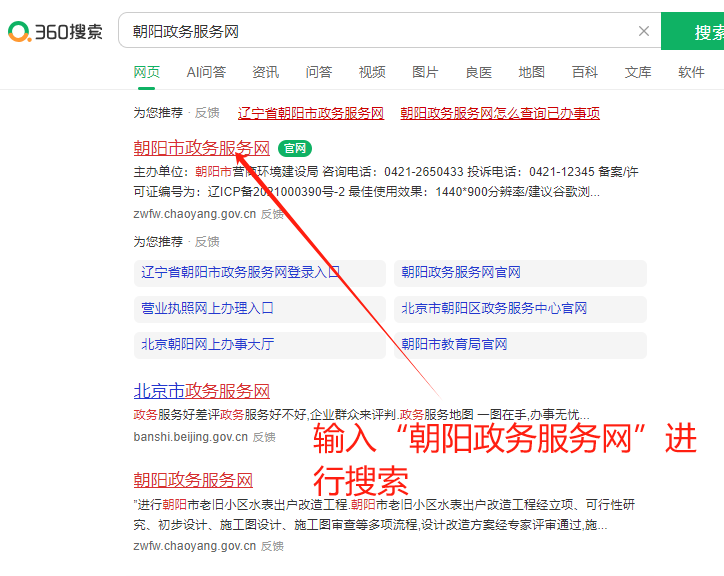 360搜索
朝阳政务服务网
搜索
网页 AI问答 资讯 问答 视频 图片 良医 地图 百科 文库 软件
为您推荐 · 反馈 辽宁省朝阳市政务服务网 朝阳政务服务网怎么查询已办事项
朝阳市政务服务网 官网
主办单位：朝阳市营商环境建设局 咨询电话：0421-2650433 投诉电话：0421-12345 备案/许
可证编号为：辽ICP备2021000390号-2 最佳使用效果：1440*900分辨率/建议谷歌浏...
zwfw.chaoyang.gov.cn 反馈
为您推荐 · 反馈
辽宁省朝阳市政务服务网登录入口 朝阳政务服务网官网
营业执照网上办理入口 北京市朝阳区政务服务中心官网
北京朝阳网上办事大厅 朝阳市教育局官网
北京市政务服务网
政务服务好差评政务服务好不好,企业群众来评判.政务服务地图 一图在手,办事无忧...
banshi.beijing.gov.cn 反馈
输入“朝阳政务服务网”进
行搜索
朝阳政务服务网
"进行朝阳市老旧小区水表出户改造工程.朝阳市老旧小区水表出户改造工程经立项、可行性研
究、初步设计、施工图设计、施工图审查等多项流程,设计改造方案经专家评审通过,施...
zwfw.chaoyang.gov.cn 反馈